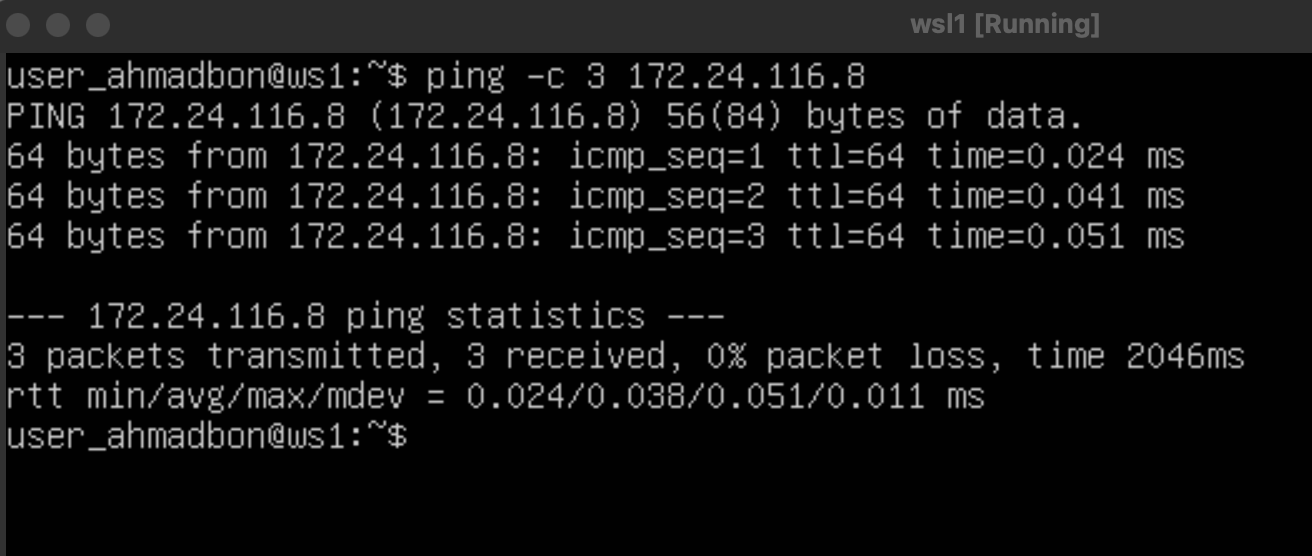 wsl1 [Running]
user_ahmadbon@ws1:~$ ping -c 3 172.24.116.8
PING 172.24.116.8 (172.24.116.8) 56(84) bytes of data.
64 bytes from 172.24.116.8: icmp_seq=1 ttl=64 time=0.024 ms
64 bytes from 172.24.116.8: icmp_seq=2 ttl=64 time=0.041 ms
64 bytes from 172.24.116.8: icmp_seq=3 ttl=64 time=0.051 ms
--- 172.24.116.8 ping statistics ---
3 packets transmitted, 3 received, 0% packet loss, time 2046ms
rtt min/avg/max/mdev = 0.024/0.038/0.051/0.011 ms
user_ahmadbon@ws1:~$